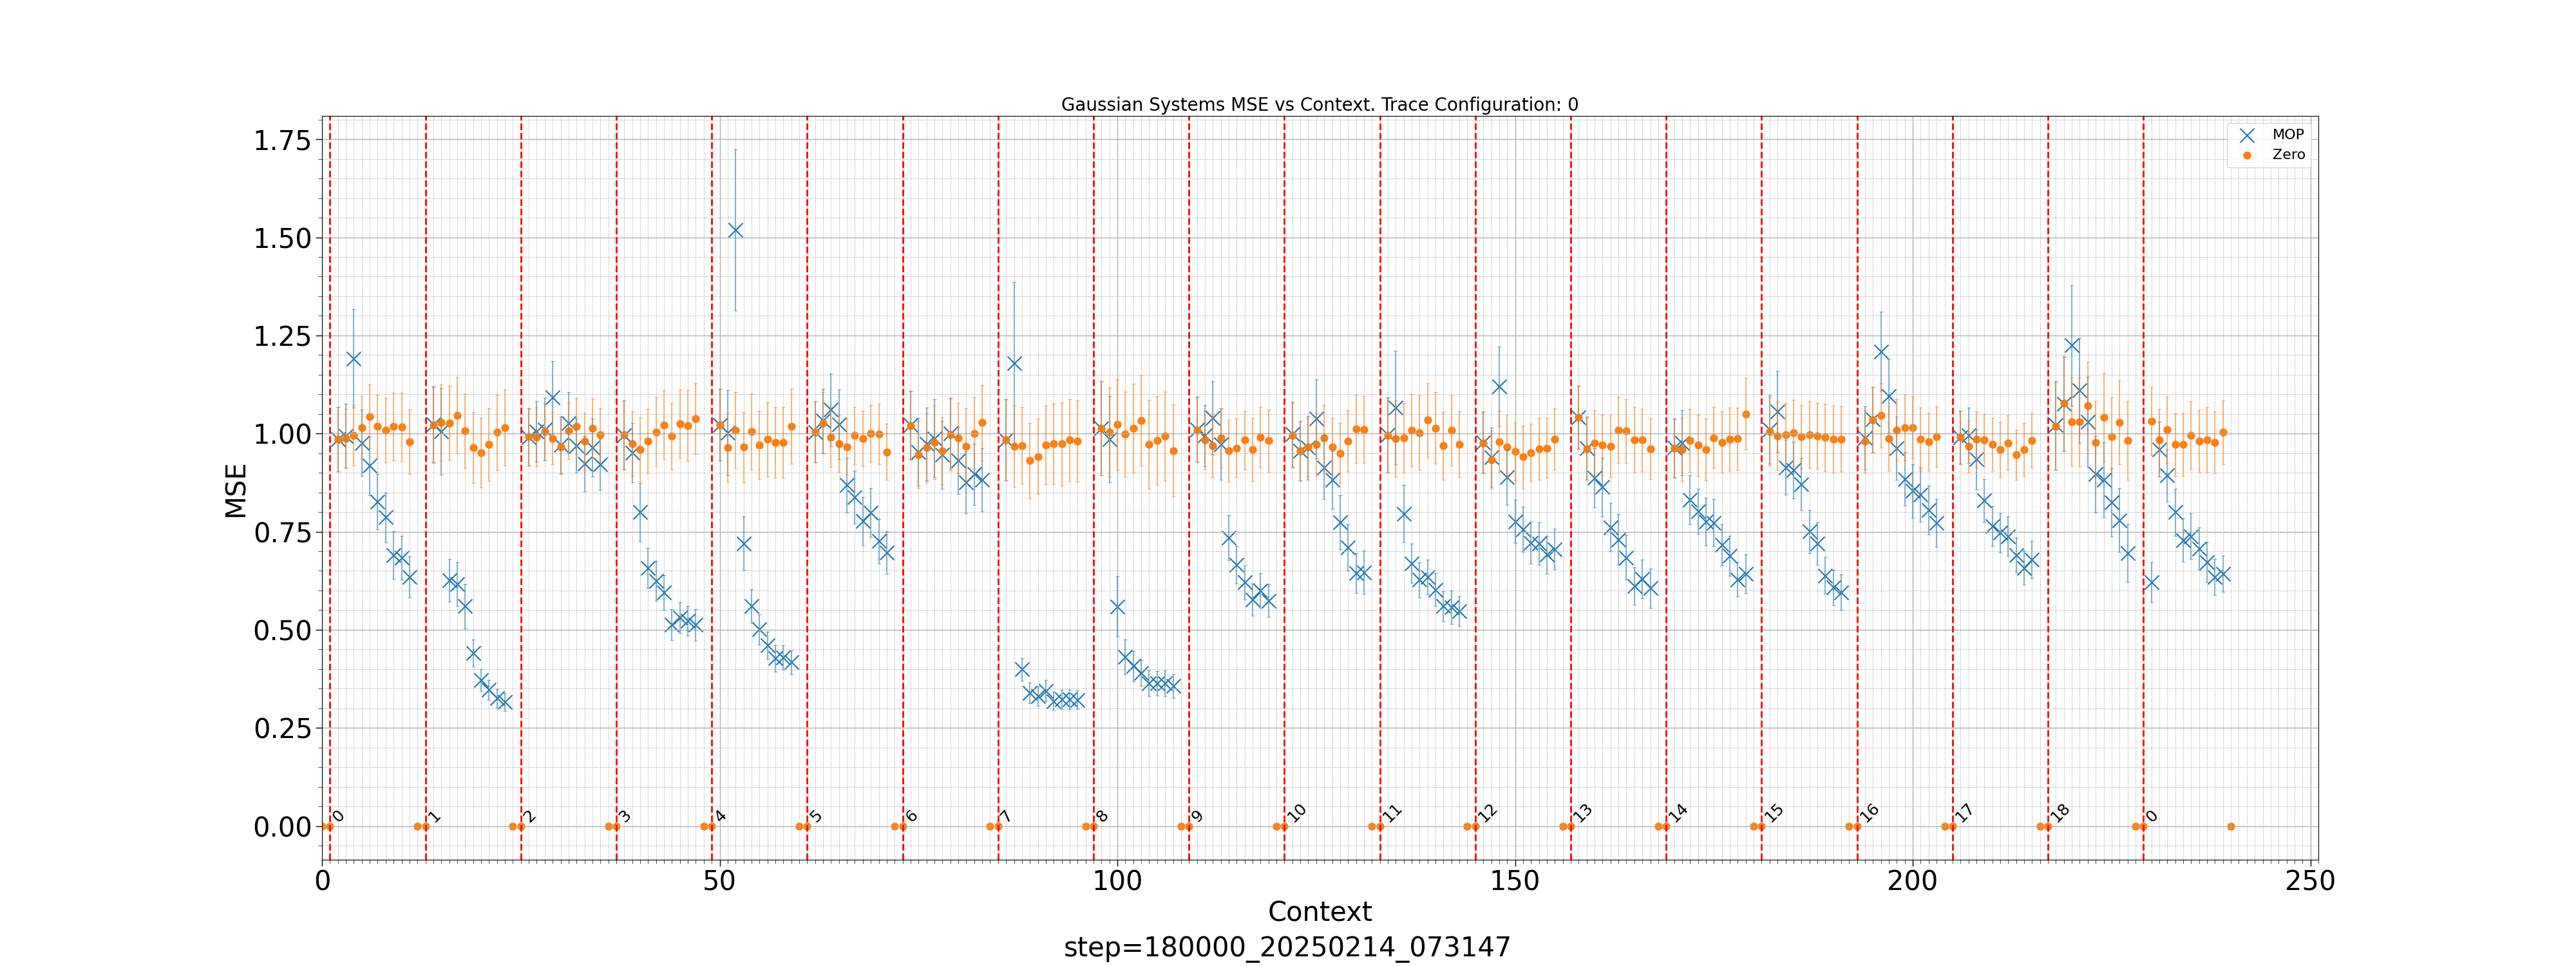 Gaussian Systems MSE vs Context. Trace Configuration: 0
MOP
Zero
1.75
1.50
1.25
1.00
0.75
0.50
0.25
0.00
MSE
0 1 2 3 4 5 6 7 8 9 10 11 12 13 14 15 16 17 18 0
0 50 100 150 200 250
Context
step=180000_20250214_073147